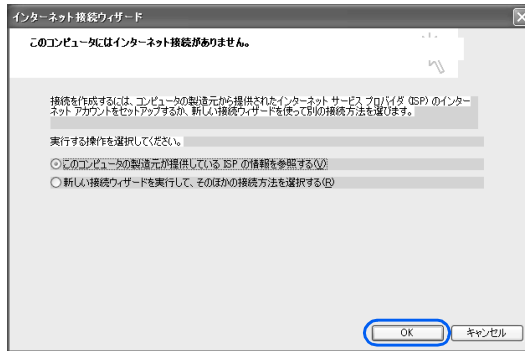 インターネット接続ウィザード
このコンピュータにはインターネット接続がありません。
接続を作成するには、コンピュータの製造元から提供されたインターネット サービス プロバイダ (ISP) のインター
ネット アカウントをセットアップするか、新しい接続ウィザードを使って別の接続方法を選びます。
実行する操作を選択してください。
このコンピュータの製造元が提供している ISP の情報を参照する(V)
新しい接続ウィザードを実行して、そのほかの接続方法を選択する(R)
OK キャンセル